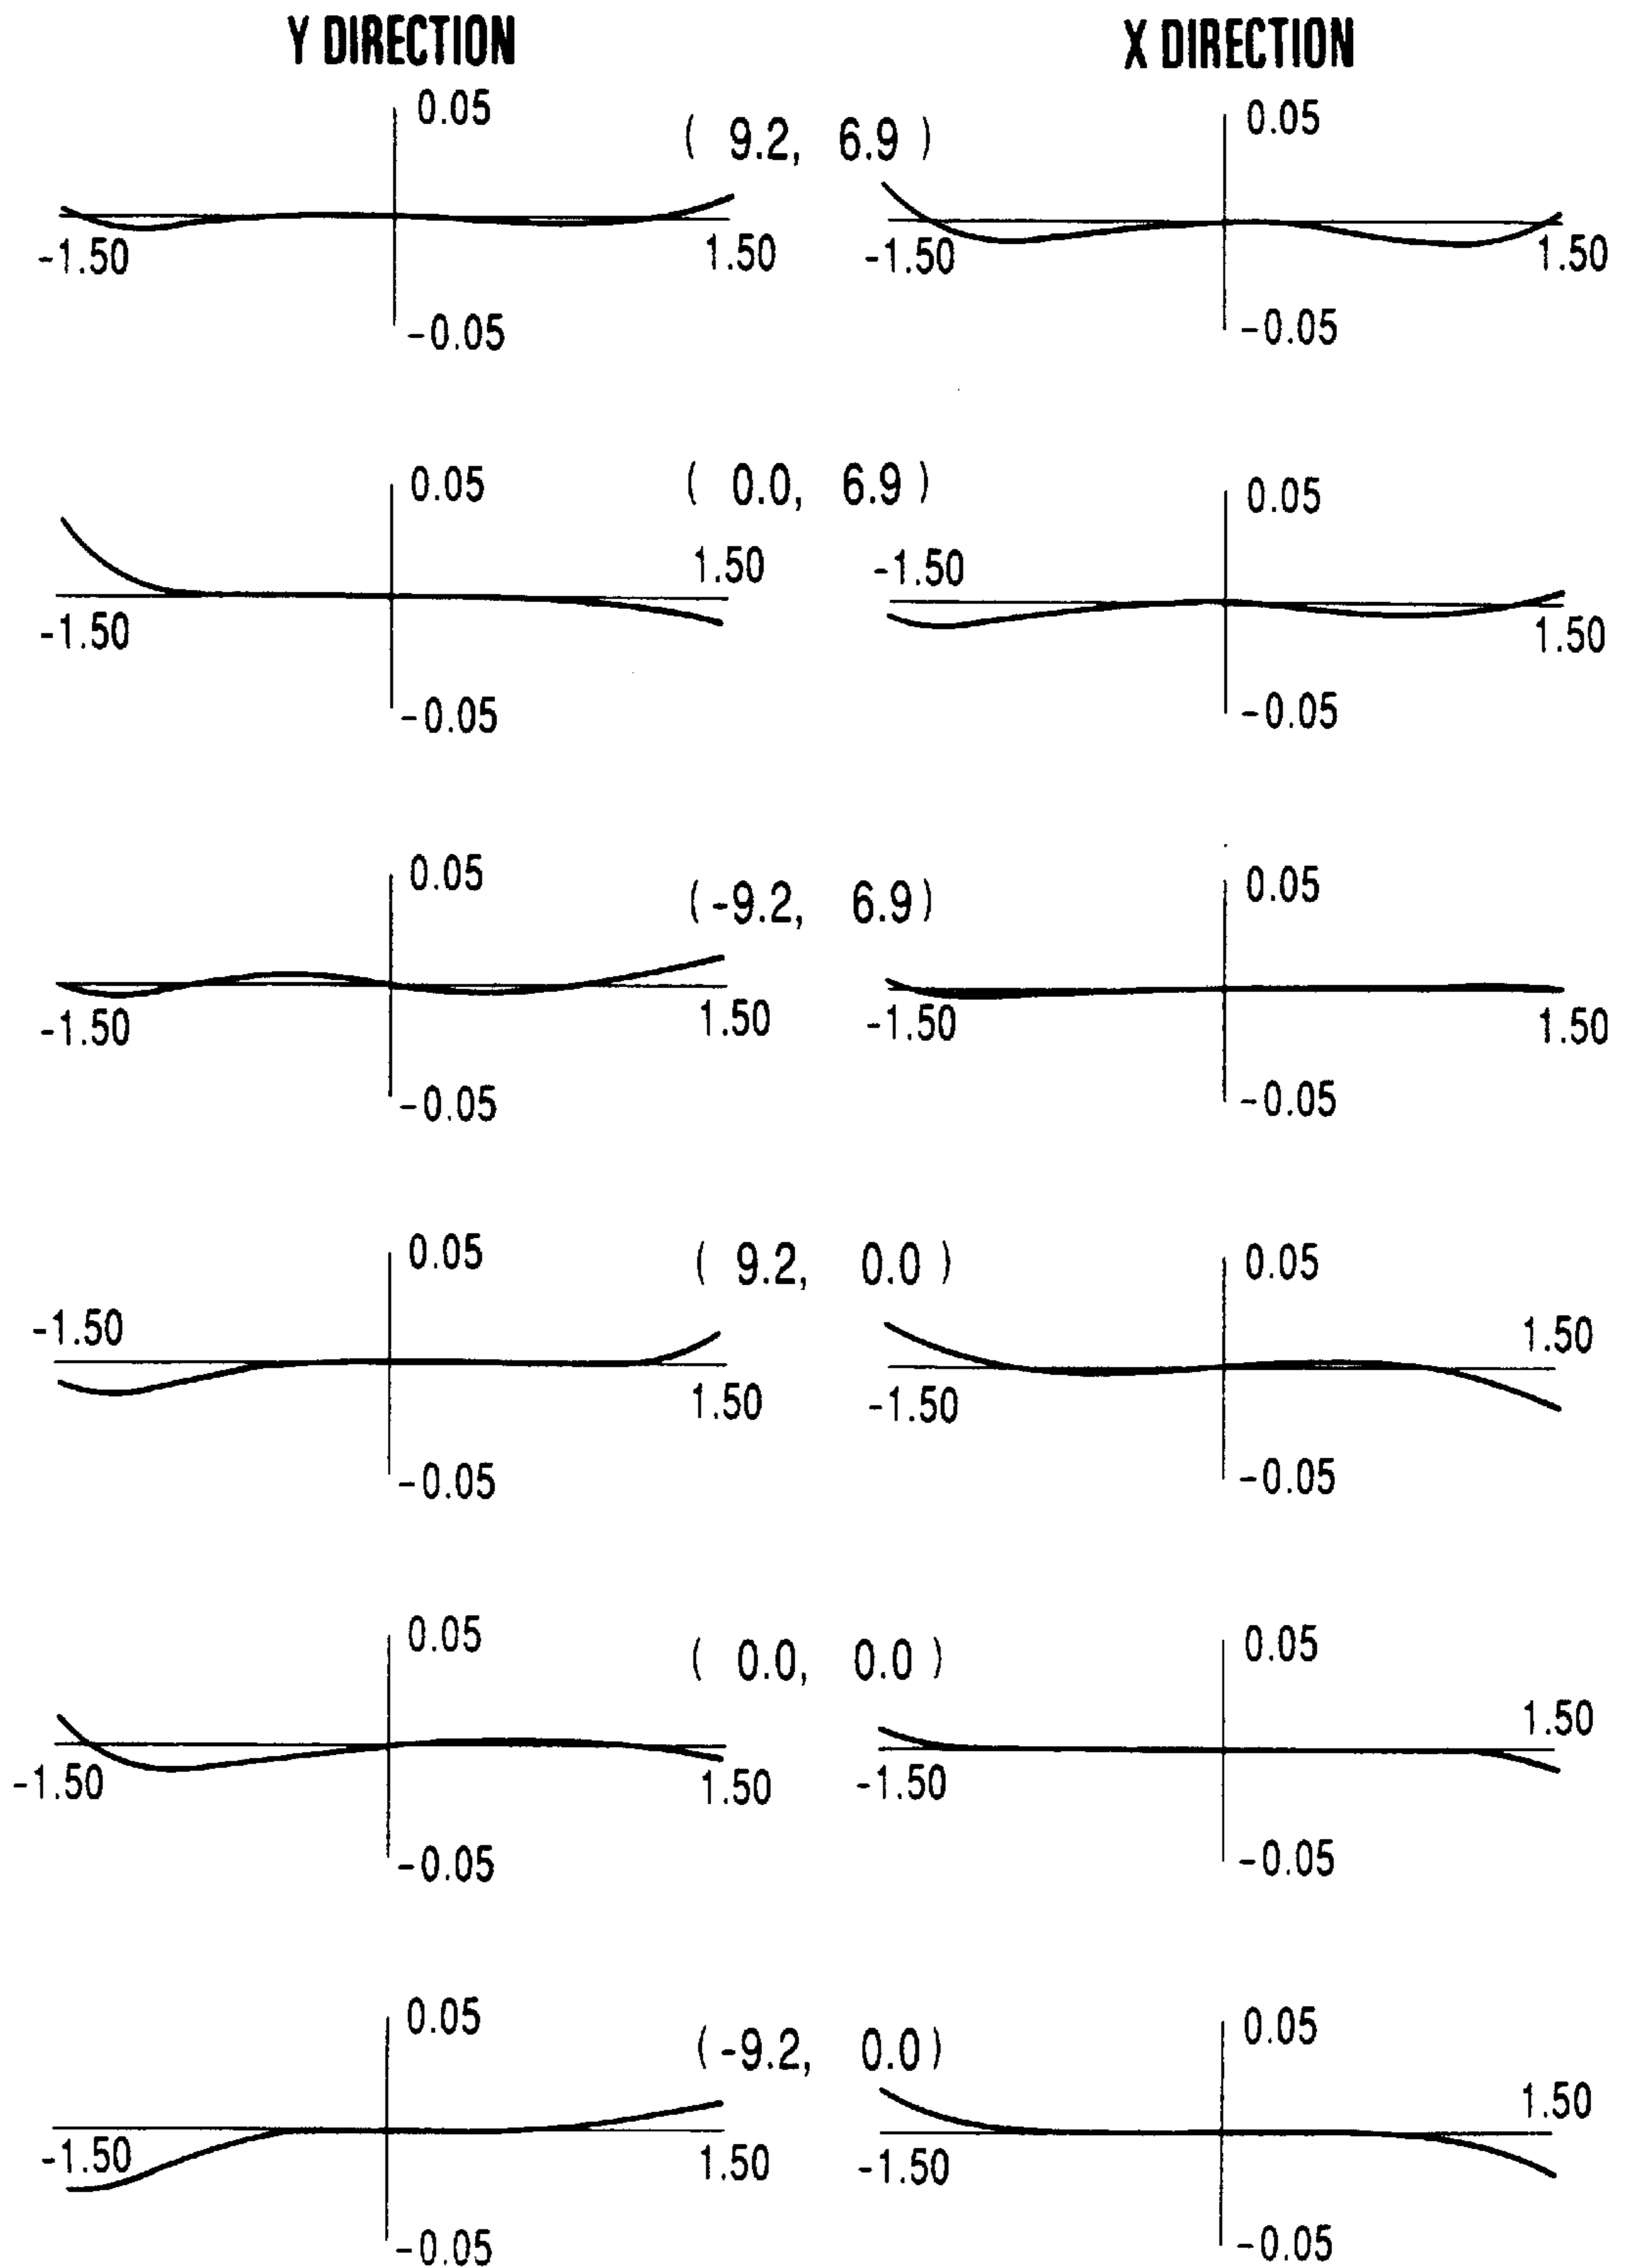 Y DIRECTION X DIRECTION
0.05 ( 9.2, 6.9 ) 0.05
-1.50 1.50 -1.50 1.50
-0.05 -0.05
0.05 ( 0.0, 6.9 ) 0.05
1.50 -1.50
-1.50 1.50
-0.05 -0.05
0.05 (-9.2, 6.9 ) 0.05
-1.50 1.50 -1.50 1.50
-0.05 -0.05
0.05 ( 9.2, 0.0 ) 0.05
-1.50 1.50
1.50 -1.50
-0.05 -0.05
0.05 ( 0.0, 0.0 ) 0.05
1.50
-1.50 1.50 -1.50
-0.05 -0.05
0.05 (-9.2, 0.0 ) 0.05
1.50
-1.50 1.50 -1.50
-0.05 -0.05